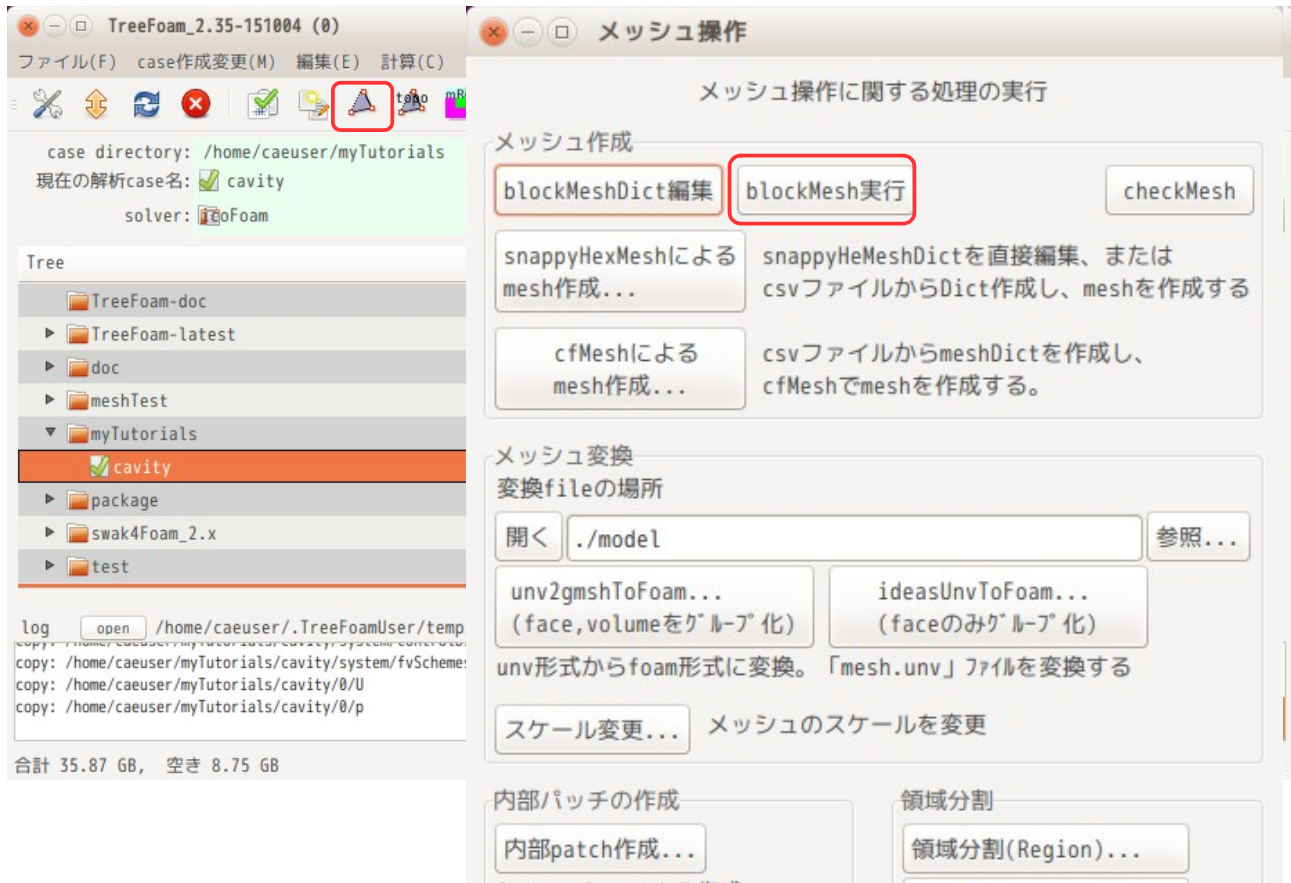 TreeFoam_2.35-151004 (0)
ファイル(F) case作成変更(M) 編集(E) 計算(C)
topo
case directory: /home/caeuser/myTutorials
現在の解析case名: cavity
solver: icoFoam
Tree
TreeFoam-doc
TreeFoam-latest
doc
meshTest
myTutorials
cavity
package
swak4Foam_2.x
test
log open /home/caeuser/.TreeFoamUser/temp
copy: /home/caeuser/myTutorials/cavity/system/controlD
copy: /home/caeuser/myTutorials/cavity/system/fvSchemes
copy: /home/caeuser/myTutorials/cavity/0/U
copy: /home/caeuser/myTutorials/cavity/0/p
合計 35.87 GB, 空き 8.75 GB
メッシュ操作
メッシュ操作に関する処理の実行
メッシュ作成
blockMeshDict編集 blockMesh実行 checkMesh
snappyHexMeshによる
mesh作成...
snappyHeMeshDictを直接編集、または
csvファイルからDict作成し、meshを作成する
cfMeshによる
mesh作成...
csvファイルからmeshDictを作成し、
cfMeshでmeshを作成する。
メッシュ変換
変換fileの場所
開く ./model 参照...
unv2gmshToFoam...
(face,volumeをｸﾞﾙｰﾌﾟ化)
ideasUnvToFoam...
(faceのみｸﾞﾙｰﾌﾟ化)
unv形式からfoam形式に変換。「mesh.unv」ﾌｧｲﾙを変換する
スケール変更... メッシュのスケールを変更
内部パッチの作成
内部patch作成...
領域分割
領域分割(Region)...